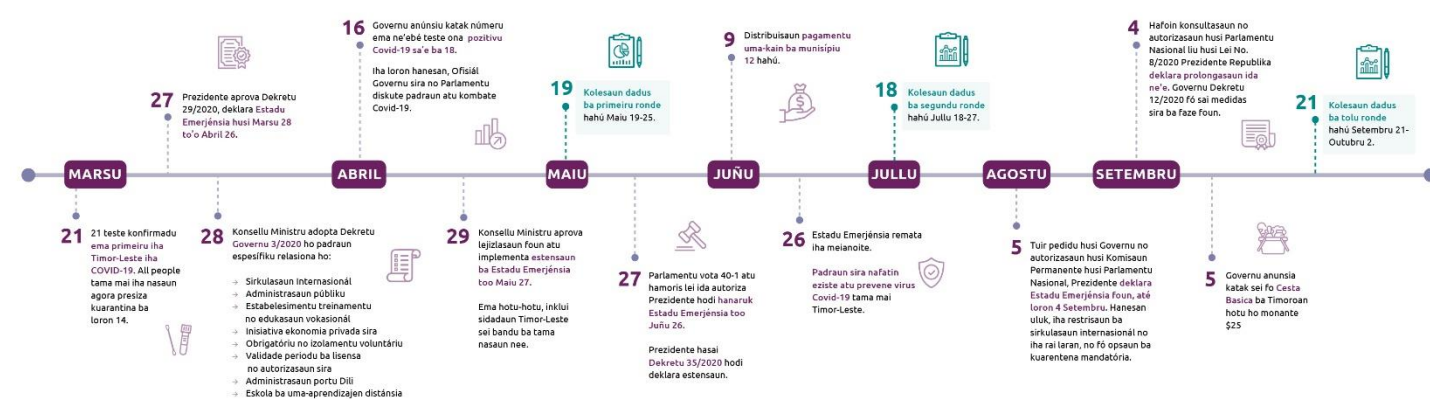 27
Prezidente aprova Dekretu
29/2020, deklara Estadu
Emerjénsia husi Marsu 28
to'o Abril 26.
16
Governu anúnsiu katak númeru
ema ne'ebé teste ona pozitivu
Covid-19 sa'e ba 18.
Iha loron hanesan, Ofisiál
Governu sira no Parlamentu
diskute padraun atu kombate
Covid-19.
19
Kolesaun dadus
ba primeiru ronde
hahú Maiu 19-25.
9
Distribuisaun pagamentu
uma-kain ba munisípiu
12 hahú.
18
Kolesaun dadus
ba segundu ronde
hahú Jullu 18-27.
4
Hafoin konsultasaun no
autorizasaun husi Parlamentu
Nasional liu husi Lei No.
8/2020 Prezidente Republika
deklara prolongasaun ida
ne'e. Governu Dekretu
12/2020 fó sai medidas
sira ba faze foun.
21
Kolesaun dadus
ba tolu ronde
hahú Setembru 21-
Outubru 2.
MARSU
ABRIL
MAIU
JUÑU
JULLU
AGOSTU
SETEMBRU
21
21 teste konfirmadu
ema primeiru iha
Timor-Leste iha
COVID-19. All people
tama mai iha nasaun
agora presiza
kuarantina ba
loron 14.
28
Konsellu Ministru adopta Dekretu
Governu 3/2020 ho padraun
espesífiku relasiona ho:
→ Sirkulasaun Internasionál
→ Administrasaun públiku
→ Estabelesimentu treinamentu
no edukasaun vokasionál
→ Inisiativa ekonomia privada sira
→ Obrigatóriu no izolamentu voluntáriu
→ Validade periodu ba lisensa
no autorizasaun sira
→ Administrasaun portu Dili
→ Eskola ba uma-aprendizajen distánsia
29
Konsellu Ministru aprova
lejizlasaun foun atu
implementa estensaun
ba Estadu Emerjénsia
too Maiu 27.
Ema hotu-hotu, inklui
sidadaun Timor-Leste
sei bandu ba tama
nasaun nee.
27
Parlamentu vota 40-1 atu
hamoris lei ida autoriza
Prezidente hodi hanaruk
Estadu Emerjénsia too
Juñu 26.
Prezidente hasai
Dekretu 35/2020 hodi
deklara estensaun.
26
Estadu Emerjénsia remata
iha meianoite.
Padraun sira nafatin
eziste atu prevene virus
Covid-19 tama mai
Timor-Leste.
5
Tuir pedidu husi Governu no
autorizasaun husi Komisaun
Permanente husi Parlamentu
Nasional, Prezidente deklara
Estadu Emerjénsia foun, até
loron 4 Setembru. Hanesan
uluk, iha restrisaun ba
sirkulasaun internasionál no
iha rai laran, no fó opsaun ba
kuarentena mandatória.
5
Governu anunsia
katak sei fo Cesta
Basica ba Timoroan
hotu ho monante
$25